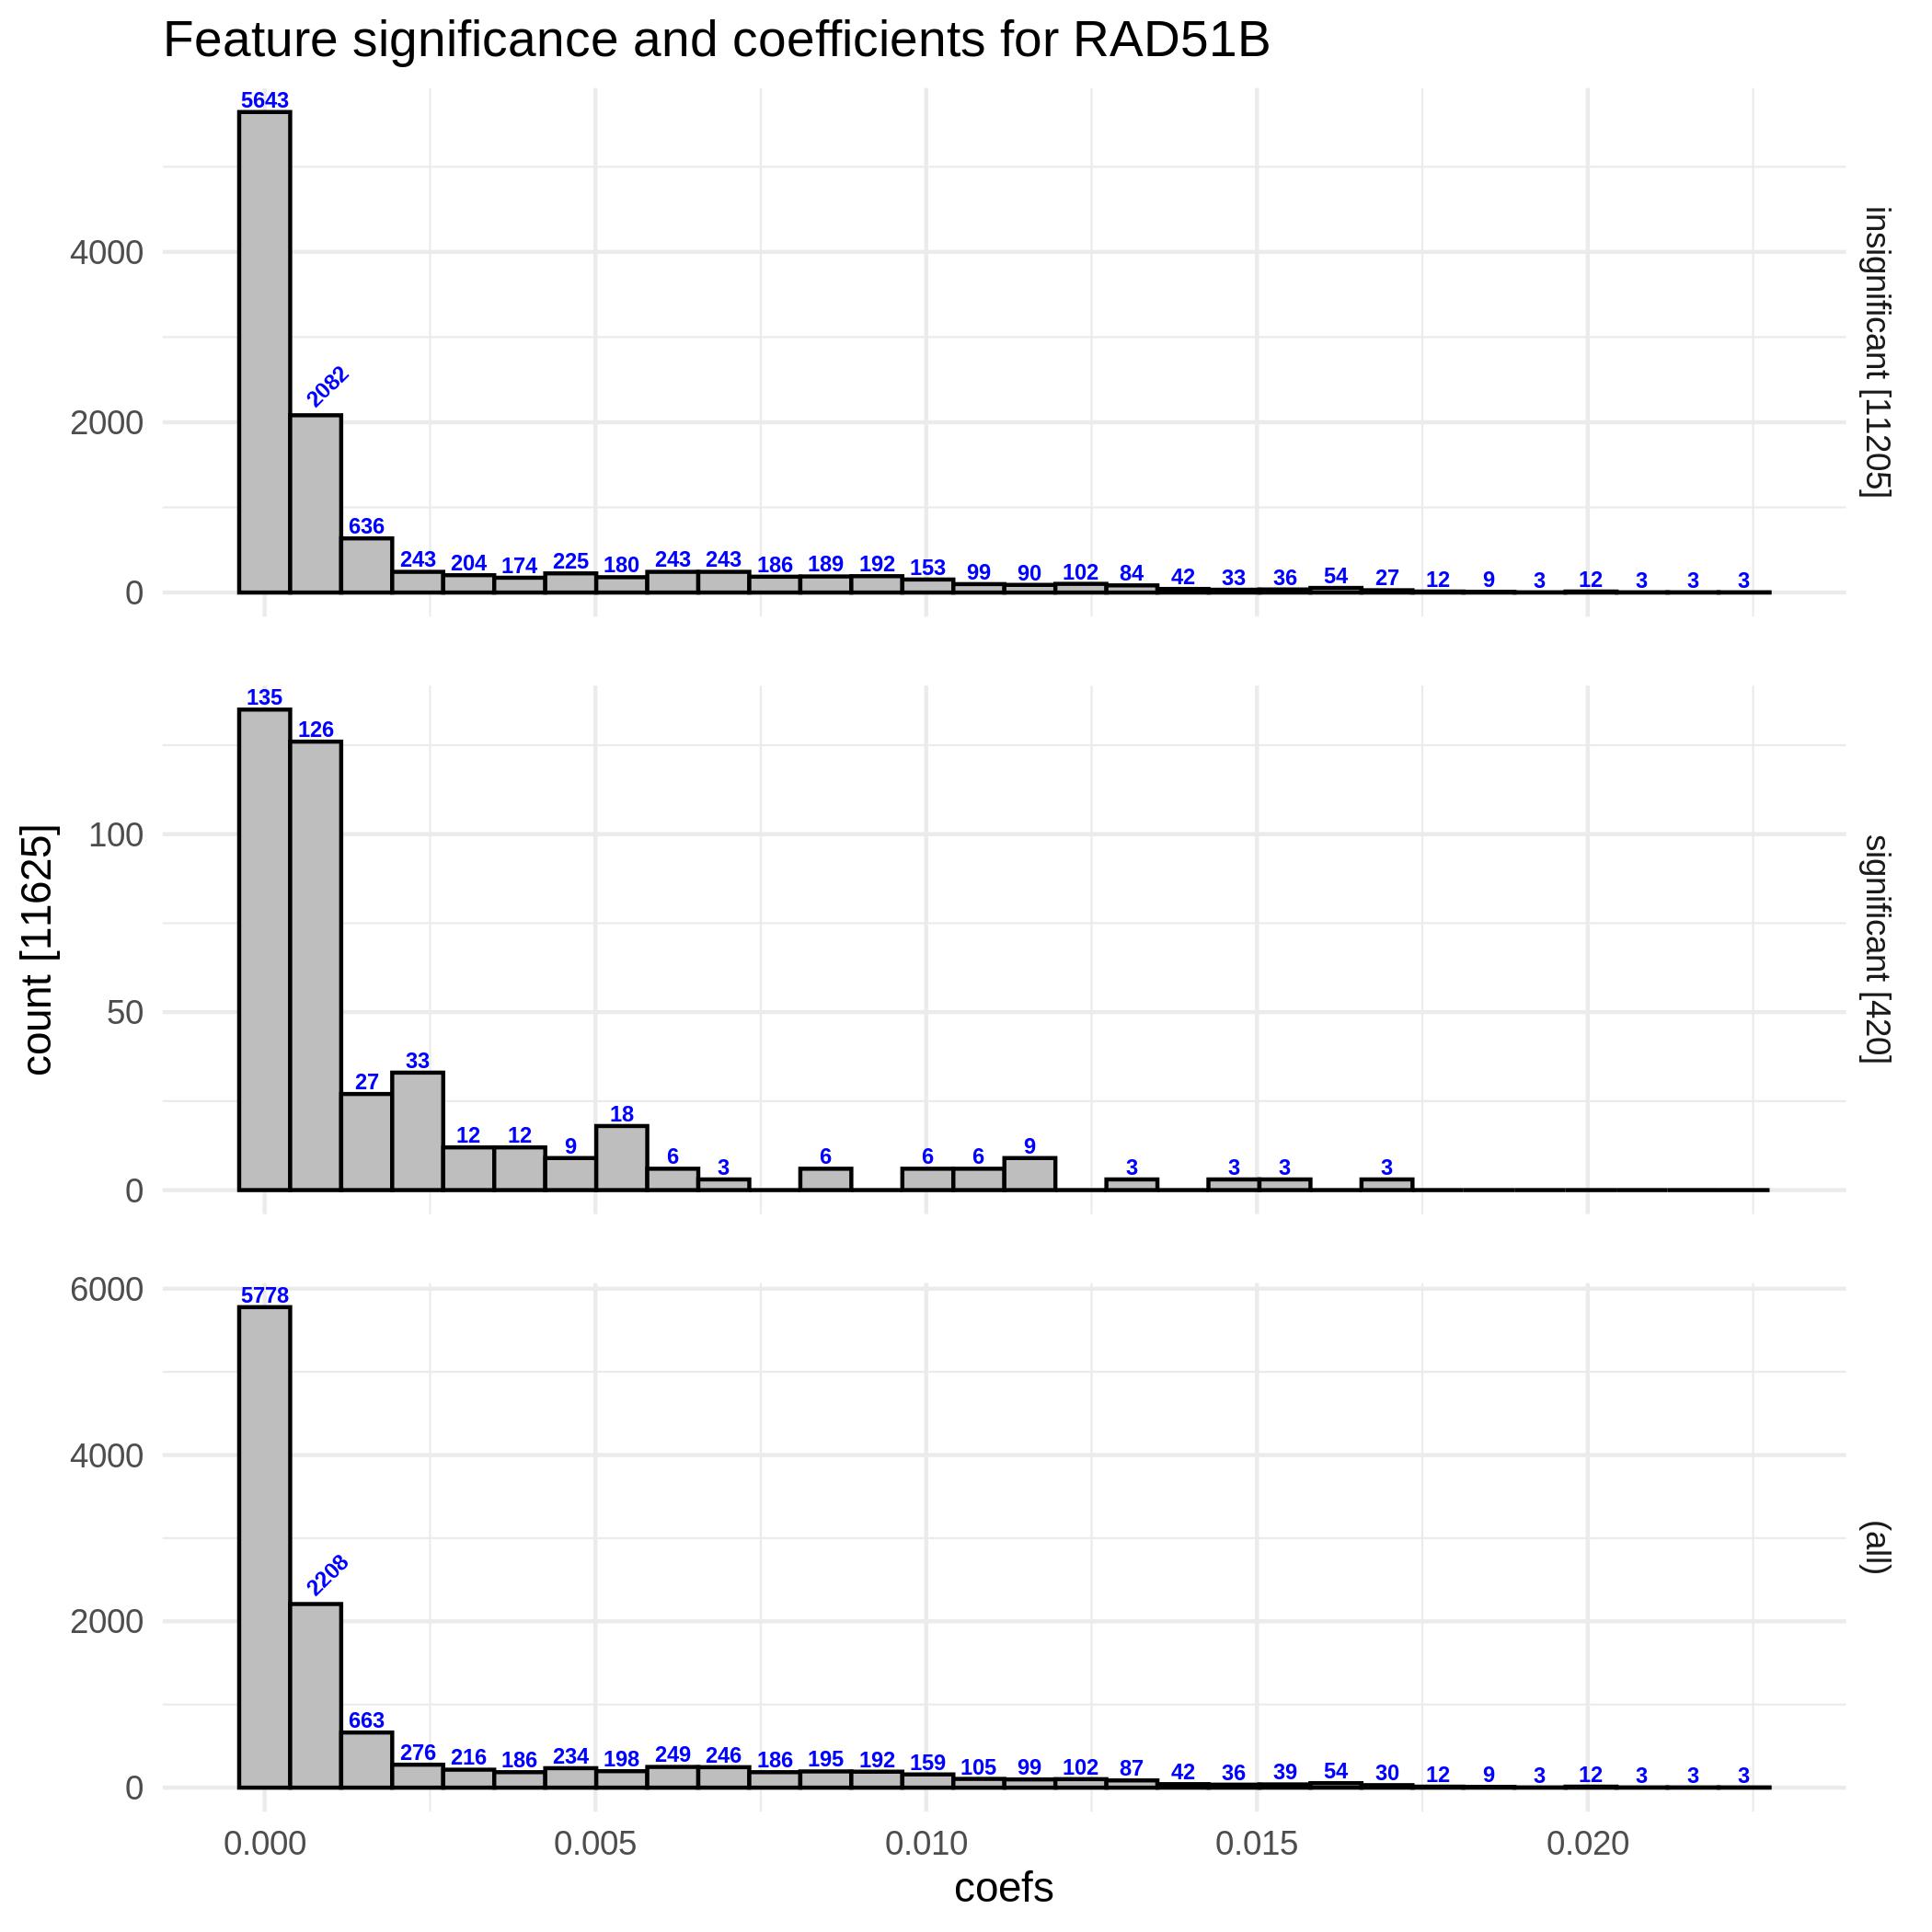 Feature significance and coefficients for RAD51B
5643
2082
636
243 204 174 225 180 243 243 186 189 192 153 99 90 102 84 42 33 36 54 27 12 9 3 12 3 3 3
4000
2000
0
insignificant [11205]
135
126
27
33
12 12 9 18 6 3 6 6 6 9 3 3 3 3
100
50
0
significant [420]
count [11625]
6000
5778
2208
663
276 216 186 234 198 249 246 186 195 192 159 105 99 102 87 42 36 39 54 30 12 9 3 12 3 3 3
4000
2000
0
(all)
0.000 0.005 0.010 0.015 0.020
coefs